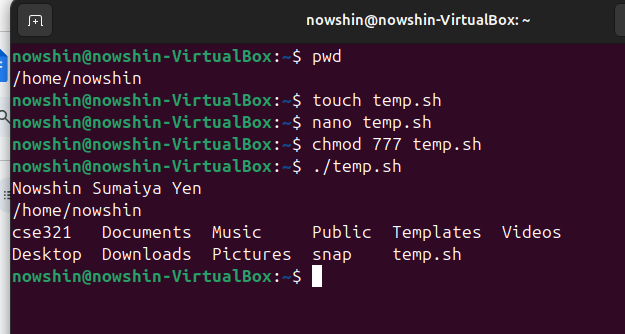 nowshin@nowshin-VirtualBox: ~
nowshin@nowshin-VirtualBox:~$ pwd
/home/nowshin
nowshin@nowshin-VirtualBox:~$ touch temp.sh
nowshin@nowshin-VirtualBox:~$ nano temp.sh
nowshin@nowshin-VirtualBox:~$ chmod 777 temp.sh
nowshin@nowshin-VirtualBox:~$ ./temp.sh
Nowshin Sumaiya Yen
/home/nowshin
cse321   Documents  Music     Public  Templates  Videos
Desktop  Downloads  Pictures  snap    temp.sh
nowshin@nowshin-VirtualBox:~$